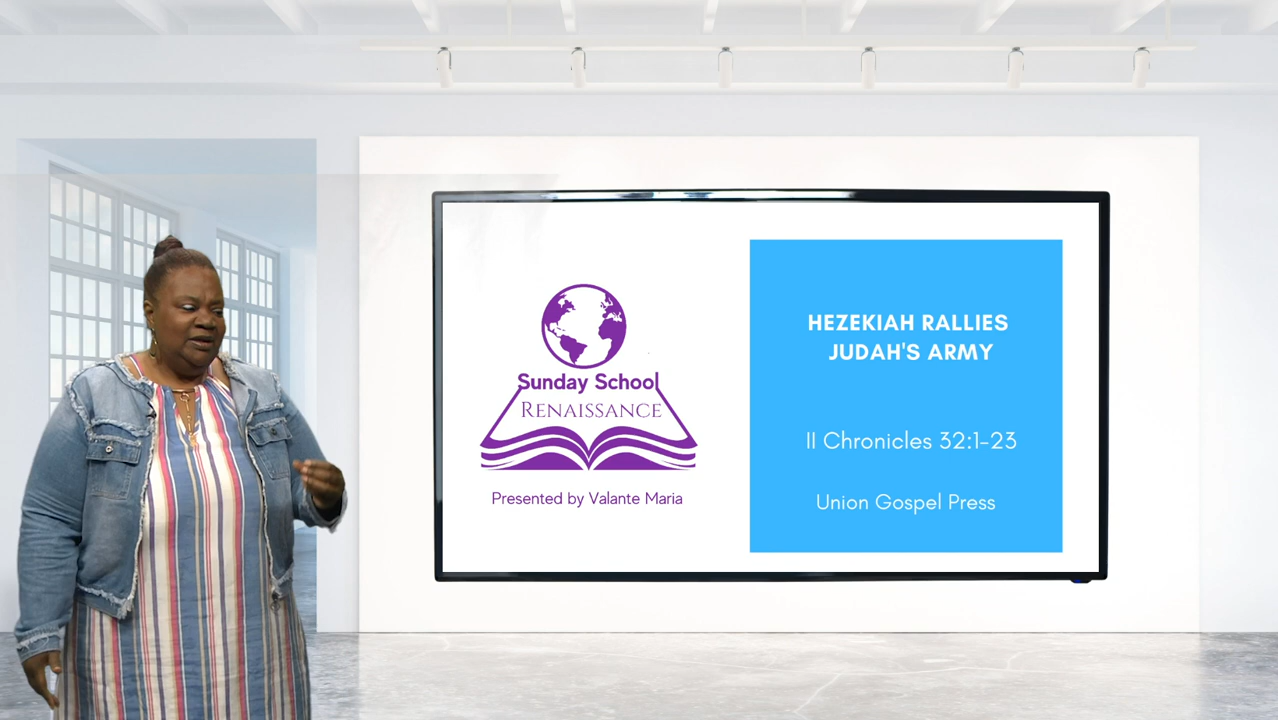 Sunday School
RENAISSANCE
Presented by Valante Maria
HEZEKIAH RALLIES
JUDAH'S ARMY
II Chronicles 32:1-23
Union Gospel Press